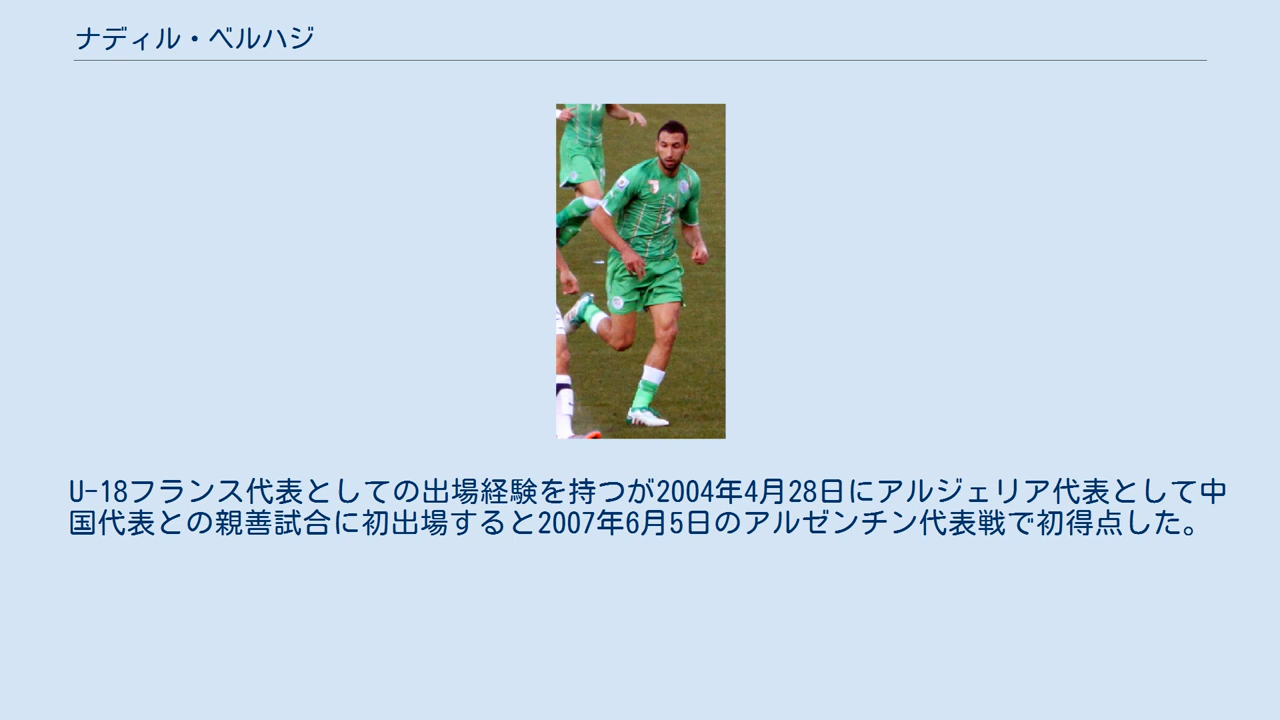 ナディル・ベルハジ
U-18フランス代表としての出場経験を持つが2004年4月28日にアルジェリア代表として中
国代表との親善試合に初出場すると2007年6月5日のアルゼンチン代表戦で初得点した。